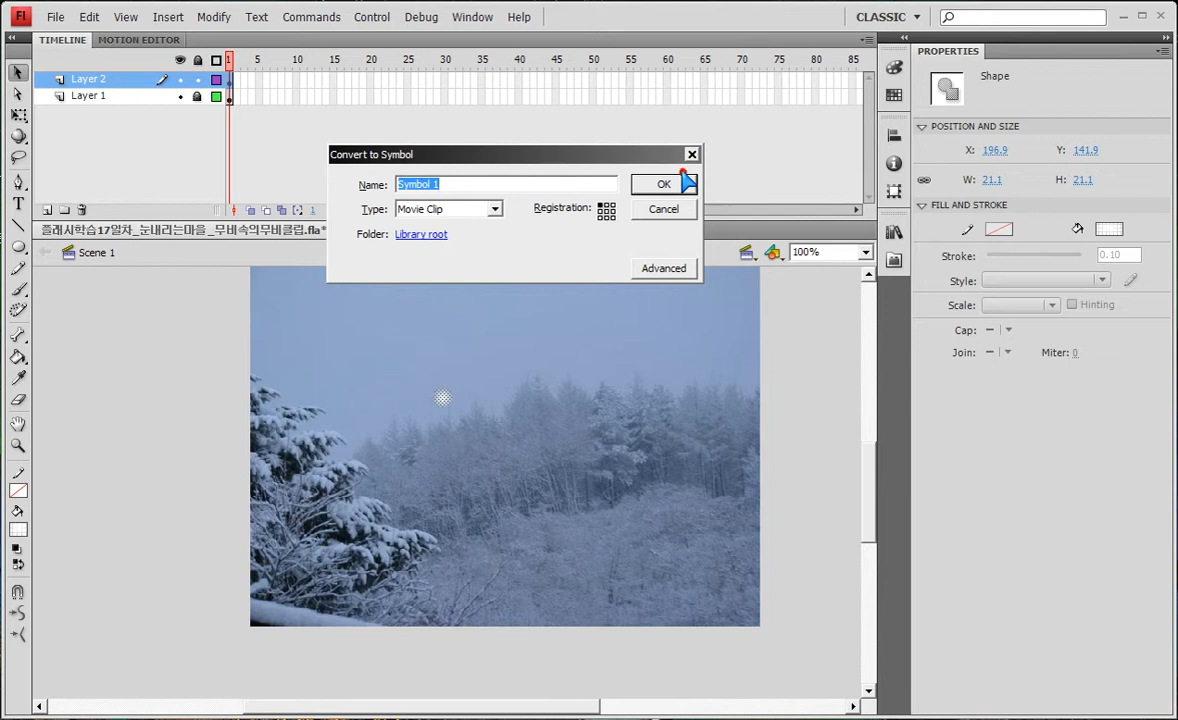 Fl File Edit View Insert Modify Text Commands Control Debug Window Help CLASSIC
TIMELINE MOTION EDITOR
1 5 10 15 20 25 30 35 40 45 50 55 60 65 70 75 80 85
Layer 2
Layer 1
1
플래시학습17일차_눈내리는마을_무비속의무비클립.fla*
Scene 1
100%
Convert to Symbol
Name: Symbol 1
OK
Type: Movie Clip
Registration:
Cancel
Folder: Library root
Advanced
PROPERTIES
Shape
POSITION AND SIZE
X: 196.9 Y: 141.9
W: 21.1 H: 21.1
FILL AND STROKE
Stroke: 0.10
Style:
Scale: Hinting
Cap:
Join: Miter: 0